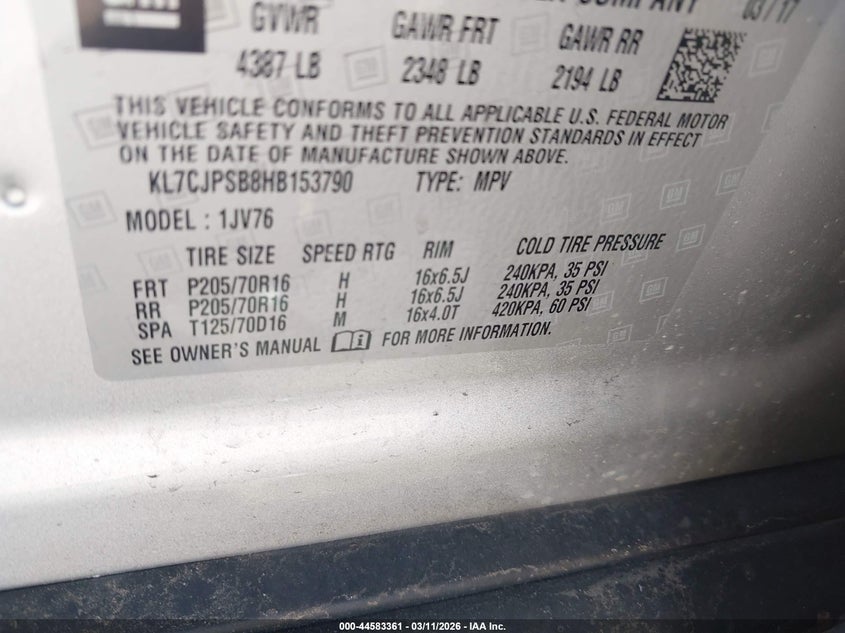 COMPANY 03/17
GVWR GAWR FRT GAWR RR
4387 LB 2348 LB 2194 LB
THIS VEHICLE CONFORMS TO ALL APPLICABLE U.S. FEDERAL MOTOR
VEHICLE SAFETY AND THEFT PREVENTION STANDARDS IN EFFECT
ON THE DATE OF MANUFACTURE SHOWN ABOVE.
KL7CJPSB8HB153790 TYPE: MPV
MODEL : 1JV76
TIRE SIZE SPEED RTG RIM COLD TIRE PRESSURE
FRT P205/70R16 H 16x6.5J 240KPA, 35 PSI
RR P205/70R16 H 16x6.5J 240KPA, 35 PSI
SPA T125/70D16 M 16x4.0T 420KPA, 60 PSI
SEE OWNER'S MANUAL FOR MORE INFORMATION.
000-44583361 - 03/11/2026 - IAA Inc.